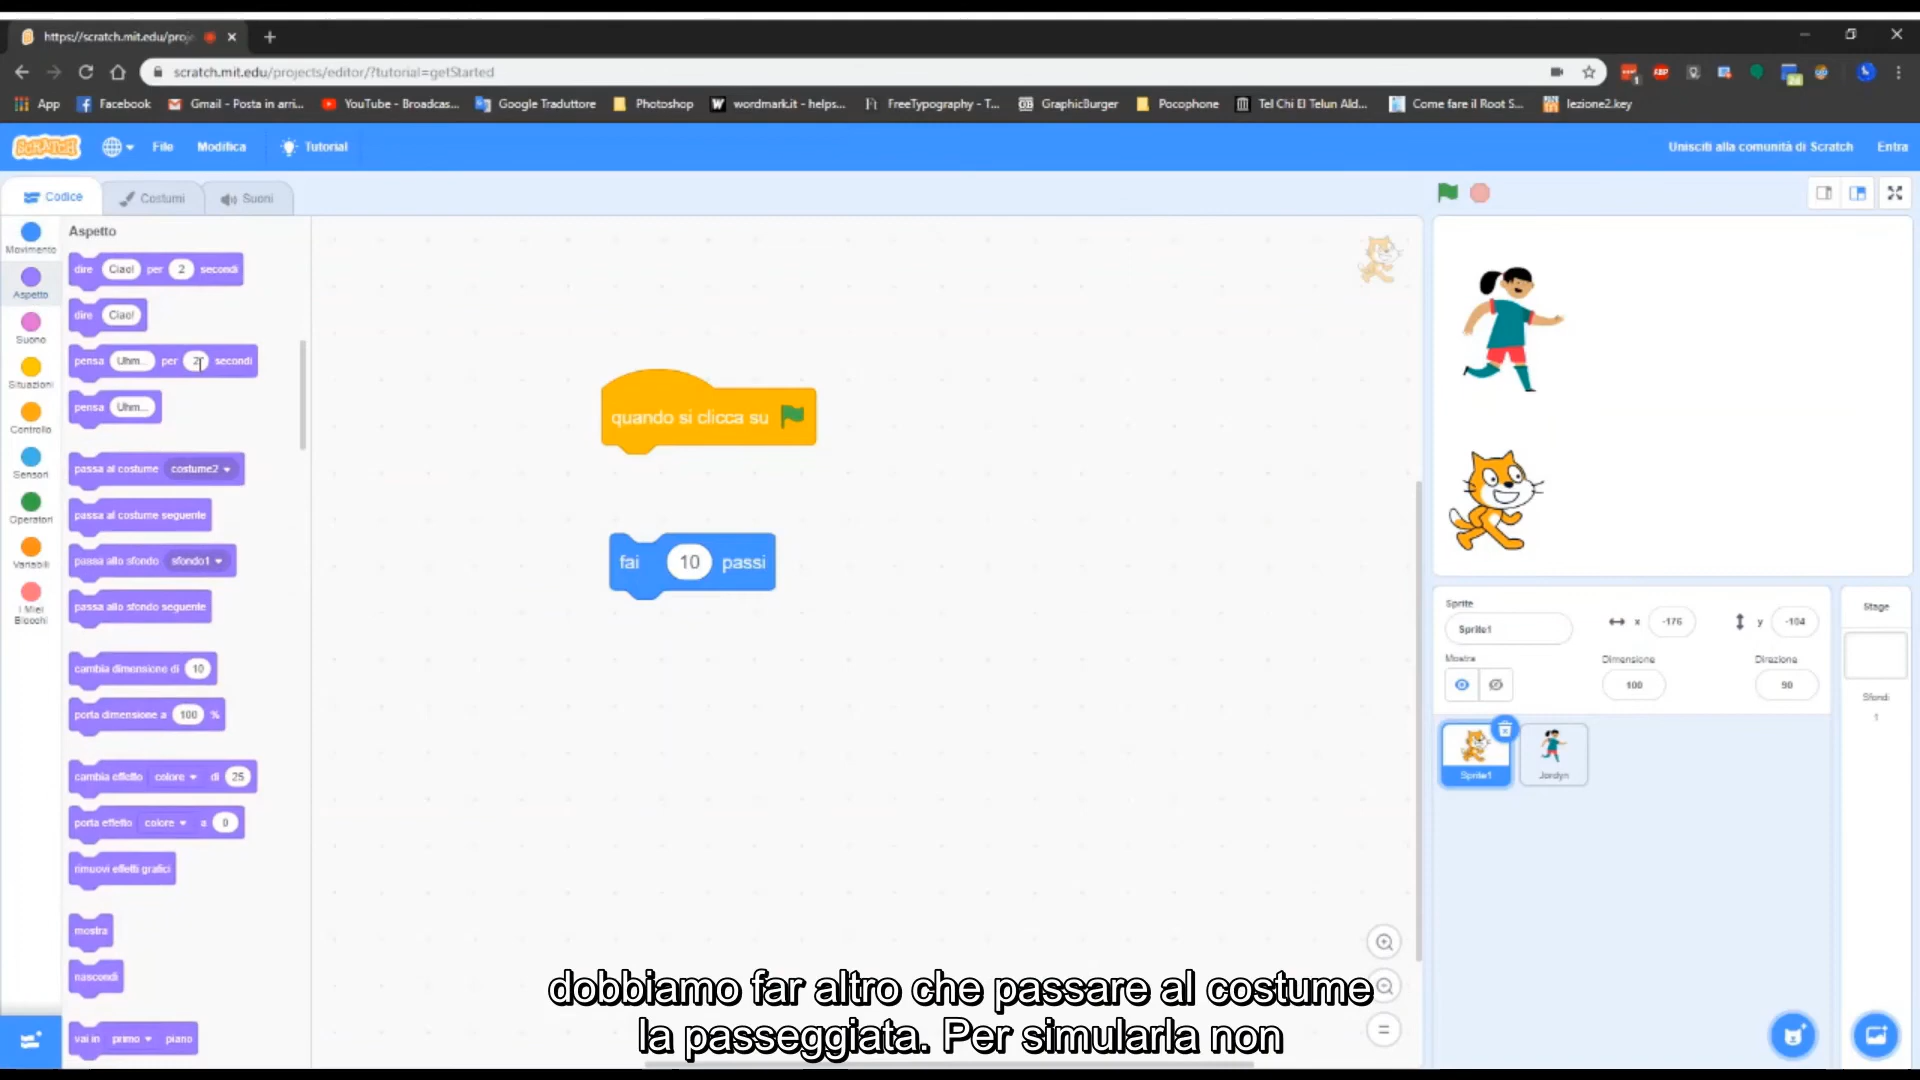 https://scratch.mit.edu/proje
scratch.mit.edu/projects/editor/?tutorial=getStarted
App
Facebook
Gmail - Posta in arri...
YouTube - Broadcas...
Google Traduttore
Photoshop
wordmark.it - helps...
FreeTypography - T...
GraphicBurger
Pocophone
Tel Chi El Telun Ald...
Come fare il Root S...
lezione2.key
SCRATCH
File
Modifica
Tutorial
Unisciti alla comunità di Scratch
Entra
Codice
Costumi
Suoni
Movimento
Aspetto
Suono
Situazioni
Controllo
Sensori
Operatori
Variabili
I Miei
Blocchi
Aspetto
dire Ciao! per 2 secondi
dire Ciao!
pensa Uhm... per 2 secondi
pensa Uhm...
passa al costume costume2
passa al costume seguente
passa allo sfondo sfondo1
passa allo sfondo seguente
cambia dimensione di 10
porta dimensione a 100 %
cambia effetto colore di 25
porta effetto colore a 0
rimuovi effetti grafici
mostra
nascondi
vai in primo piano
quando si clicca su
fai 10 passi
Sprite
Sprite1
x -176
y -104
Mostra
Dimensione
100
Direzione
90
Sprite1
Jordyn
Stage
Sfondi
1
dobbiamo far altro che passare al costume
la passeggiata. Per simularla non